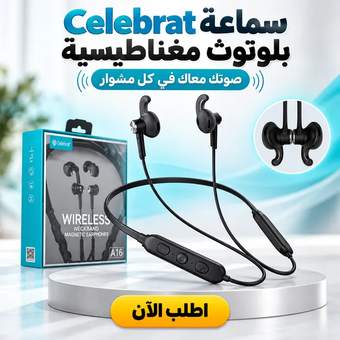 سماعة Celebrat
بلوتوث مغناطيسية
صوتك معاك في كل مشوار
Celebrat
WIRELESS
NECKBAND
MAGNETIC EARPHONES
A16
اطلب الآن